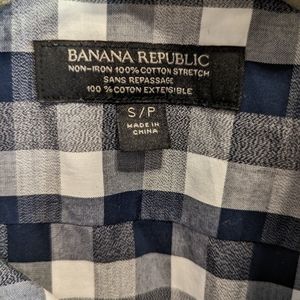 BANANA REPUBLIC
NON-IRON 100% COTTON STRETCH
SANS REPASSAGE
100 % COTON EXTENSIBLE
S/P
MADE IN
CHINA